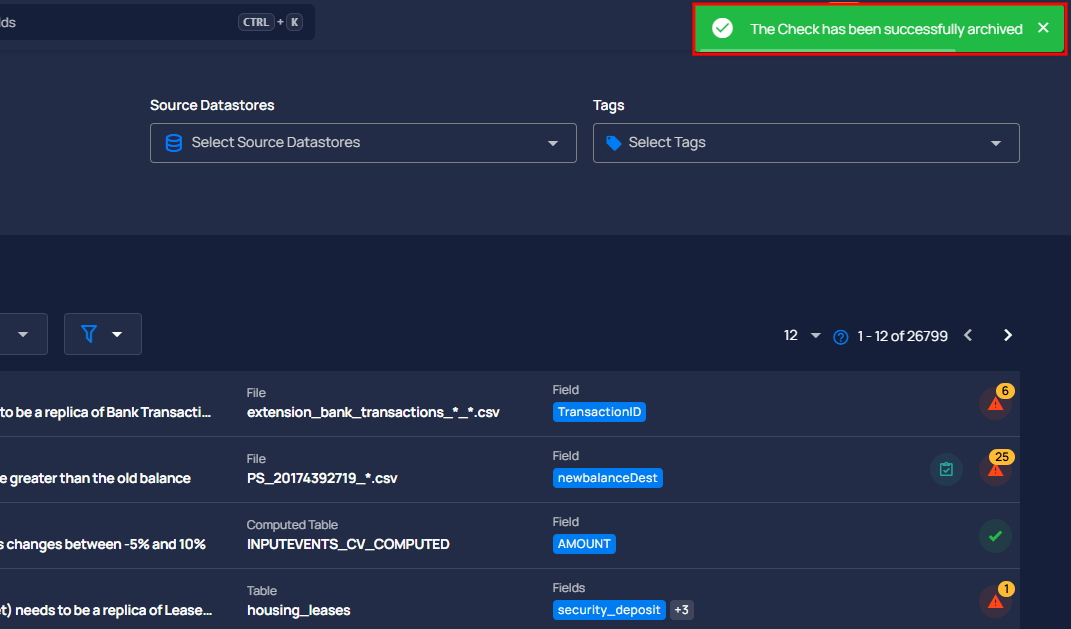 ds
CTRL + K
The Check has been successfully archived
Source Datastores
Tags
Select Source Datastores
Select Tags
12
1 - 12 of 26799
File
Field
6
to be a replica of Bank Transacti...
extension_bank_transactions_*_*.csv
TransactionID
File
Field
25
e greater than the old balance
PS_20174392719_*.csv
newbalanceDest
Computed Table
Field
s changes between -5% and 10%
INPUTEVENTS_CV_COMPUTED
AMOUNT
Table
Fields
1
et) needs to be a replica of Lease...
housing_leases
security_deposit +3